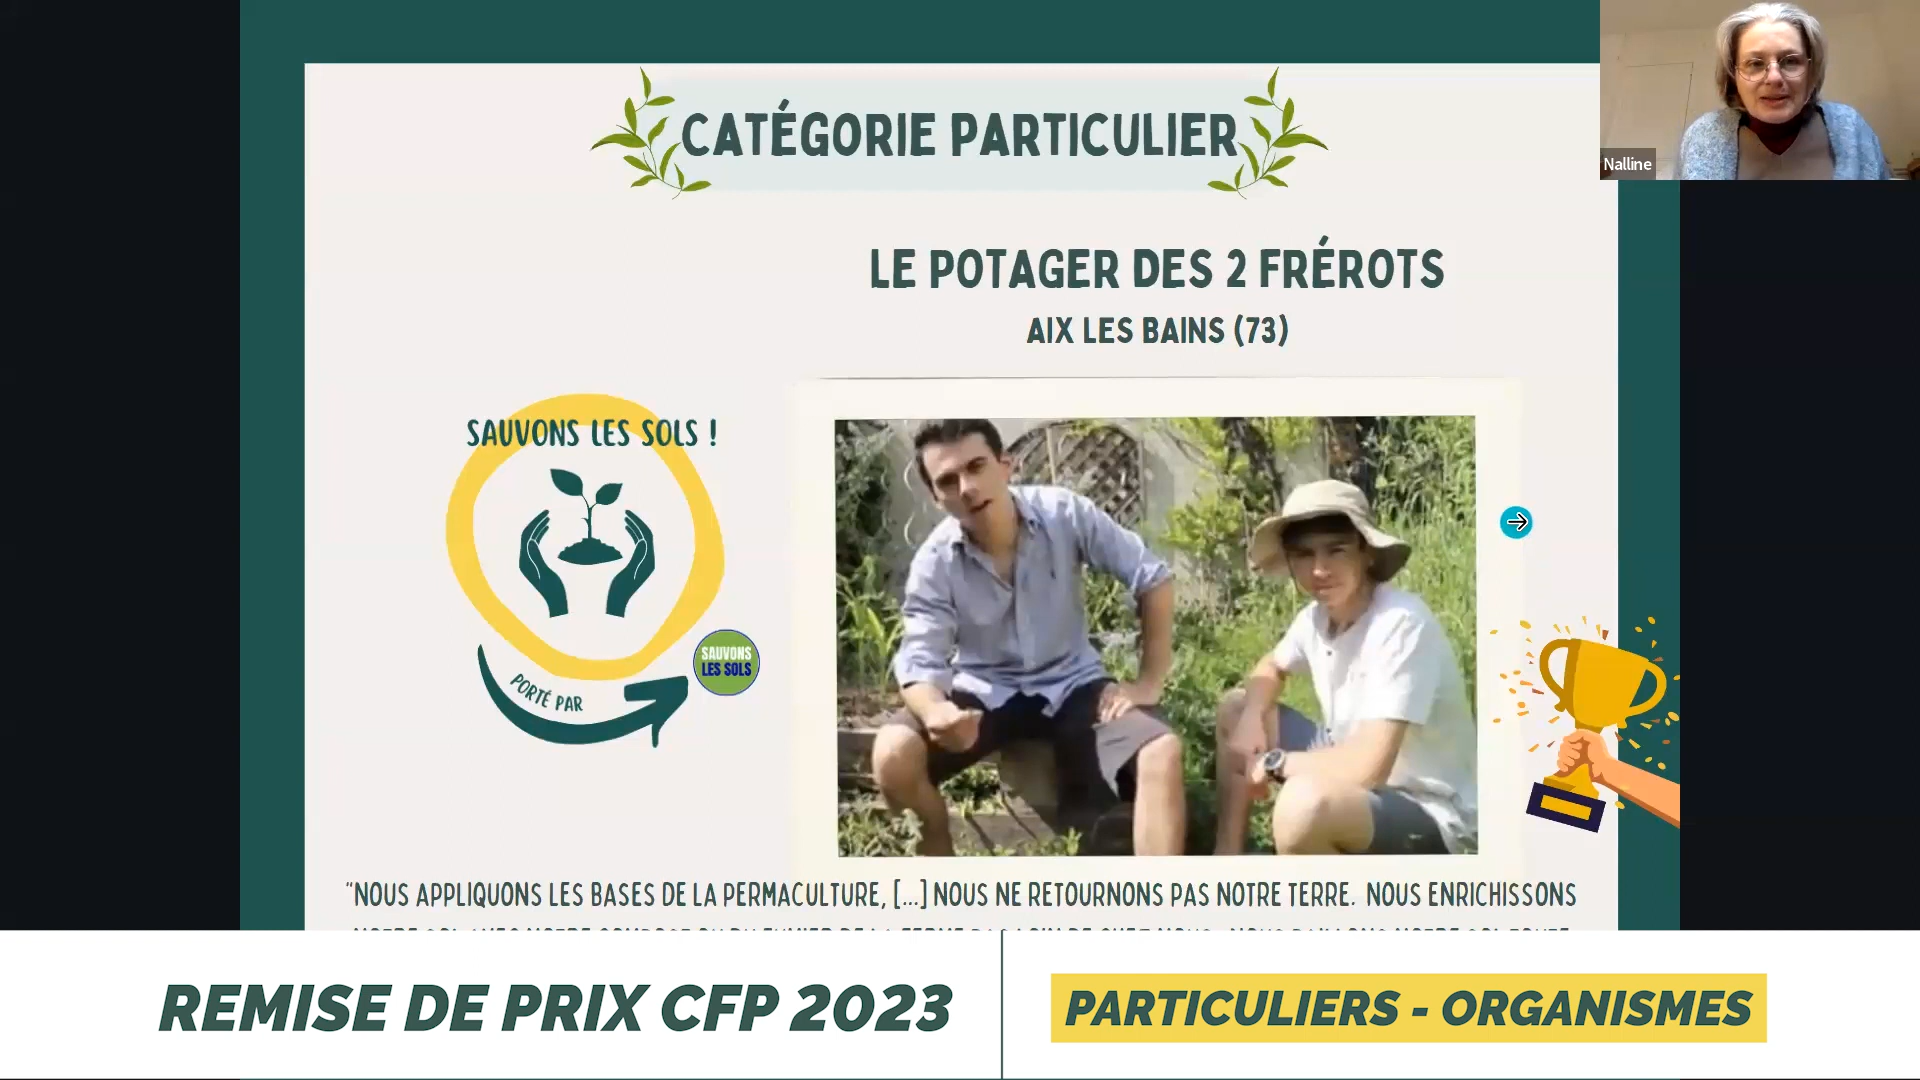 CATÉGORIE PARTICULIER
Nalline
LE POTAGER DES 2 FRÉROTS
AIX LES BAINS (73)
SAUVONS LES SOLS !
SAUVONS
LES SOLS
PORTÉ PAR
"NOUS APPLIQUONS LES BASES DE LA PERMACULTURE, [...] NOUS NE RETOURNONS PAS NOTRE TERRE. NOUS ENRICHISSONS
REMISE DE PRIX CFP 2023
PARTICULIERS - ORGANISMES